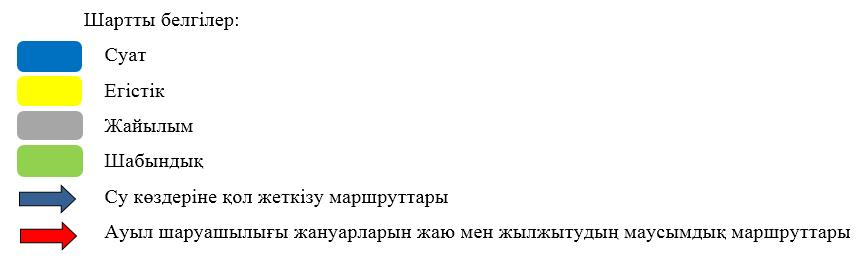 Шартты белгілер:
Суат
Егістік
Жайылым
Шабындық
Су көздеріне қол жеткізу маршруттары
Ауыл шаруашылығы жануарларын жаю мен жылжытудың маусымдық маршруттары